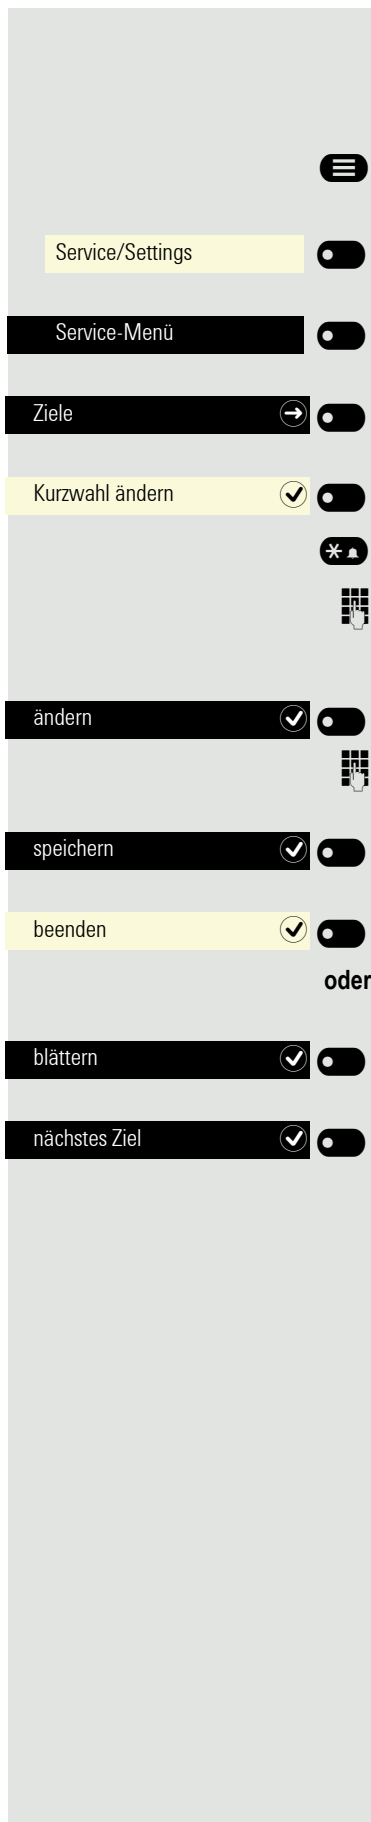 Service/Settings
Service-Menü
Ziele
Kurzwahl ändern
ändern
speichern
beenden
oder
blättern
nächstes Ziel